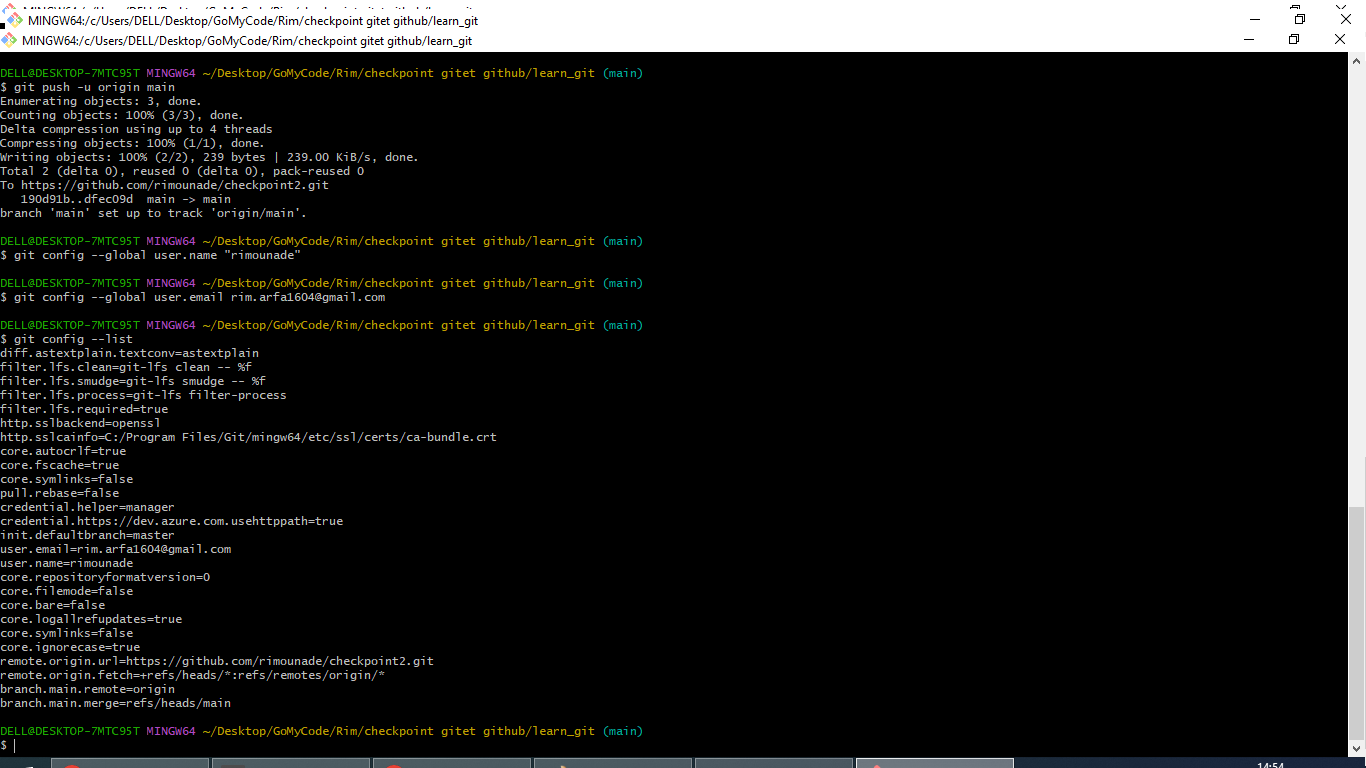 MINGW64:/c/Users/DELL/Desktop/GoMyCode/Rim/checkpoint gitet github/learn_git
MINGW64:/c/Users/DELL/Desktop/GoMyCode/Rim/checkpoint gitet github/learn_git
DELL@DESKTOP-7MTC95T MINGW64 ~/Desktop/GoMyCode/Rim/checkpoint gitet github/learn_git (main)
$ git push -u origin main
Enumerating objects: 3, done.
Counting objects: 100% (3/3), done.
Delta compression using up to 4 threads
Compressing objects: 100% (1/1), done.
Writing objects: 100% (2/2), 239 bytes | 239.00 KiB/s, done.
Total 2 (delta 0), reused 0 (delta 0), pack-reused 0
To https://github.com/rimounade/checkpoint2.git
   190d91b..dfec09d  main -> main
branch 'main' set up to track 'origin/main'.
DELL@DESKTOP-7MTC95T MINGW64 ~/Desktop/GoMyCode/Rim/checkpoint gitet github/learn_git (main)
$ git config --global user.name "rimounade"
DELL@DESKTOP-7MTC95T MINGW64 ~/Desktop/GoMyCode/Rim/checkpoint gitet github/learn_git (main)
$ git config --global user.email rim.arfa1604@gmail.com
DELL@DESKTOP-7MTC95T MINGW64 ~/Desktop/GoMyCode/Rim/checkpoint gitet github/learn_git (main)
$ git config --list
diff.astextplain.textconv=astextplain
filter.lfs.clean=git-lfs clean -- %f
filter.lfs.smudge=git-lfs smudge -- %f
filter.lfs.process=git-lfs filter-process
filter.lfs.required=true
http.sslbackend=openssl
http.sslcainfo=C:/Program Files/Git/mingw64/etc/ssl/certs/ca-bundle.crt
core.autocrlf=true
core.fscache=true
core.symlinks=false
pull.rebase=false
credential.helper=manager
credential.https://dev.azure.com.usehttppath=true
init.defaultbranch=master
user.email=rim.arfa1604@gmail.com
user.name=rimounade
core.repositoryformatversion=0
core.filemode=false
core.bare=false
core.logallrefupdates=true
core.symlinks=false
core.ignorecase=true
remote.origin.url=https://github.com/rimounade/checkpoint2.git
remote.origin.fetch=+refs/heads/*:refs/remotes/origin/*
branch.main.remote=origin
branch.main.merge=refs/heads/main
DELL@DESKTOP-7MTC95T MINGW64 ~/Desktop/GoMyCode/Rim/checkpoint gitet github/learn_git (main)
$
14:54